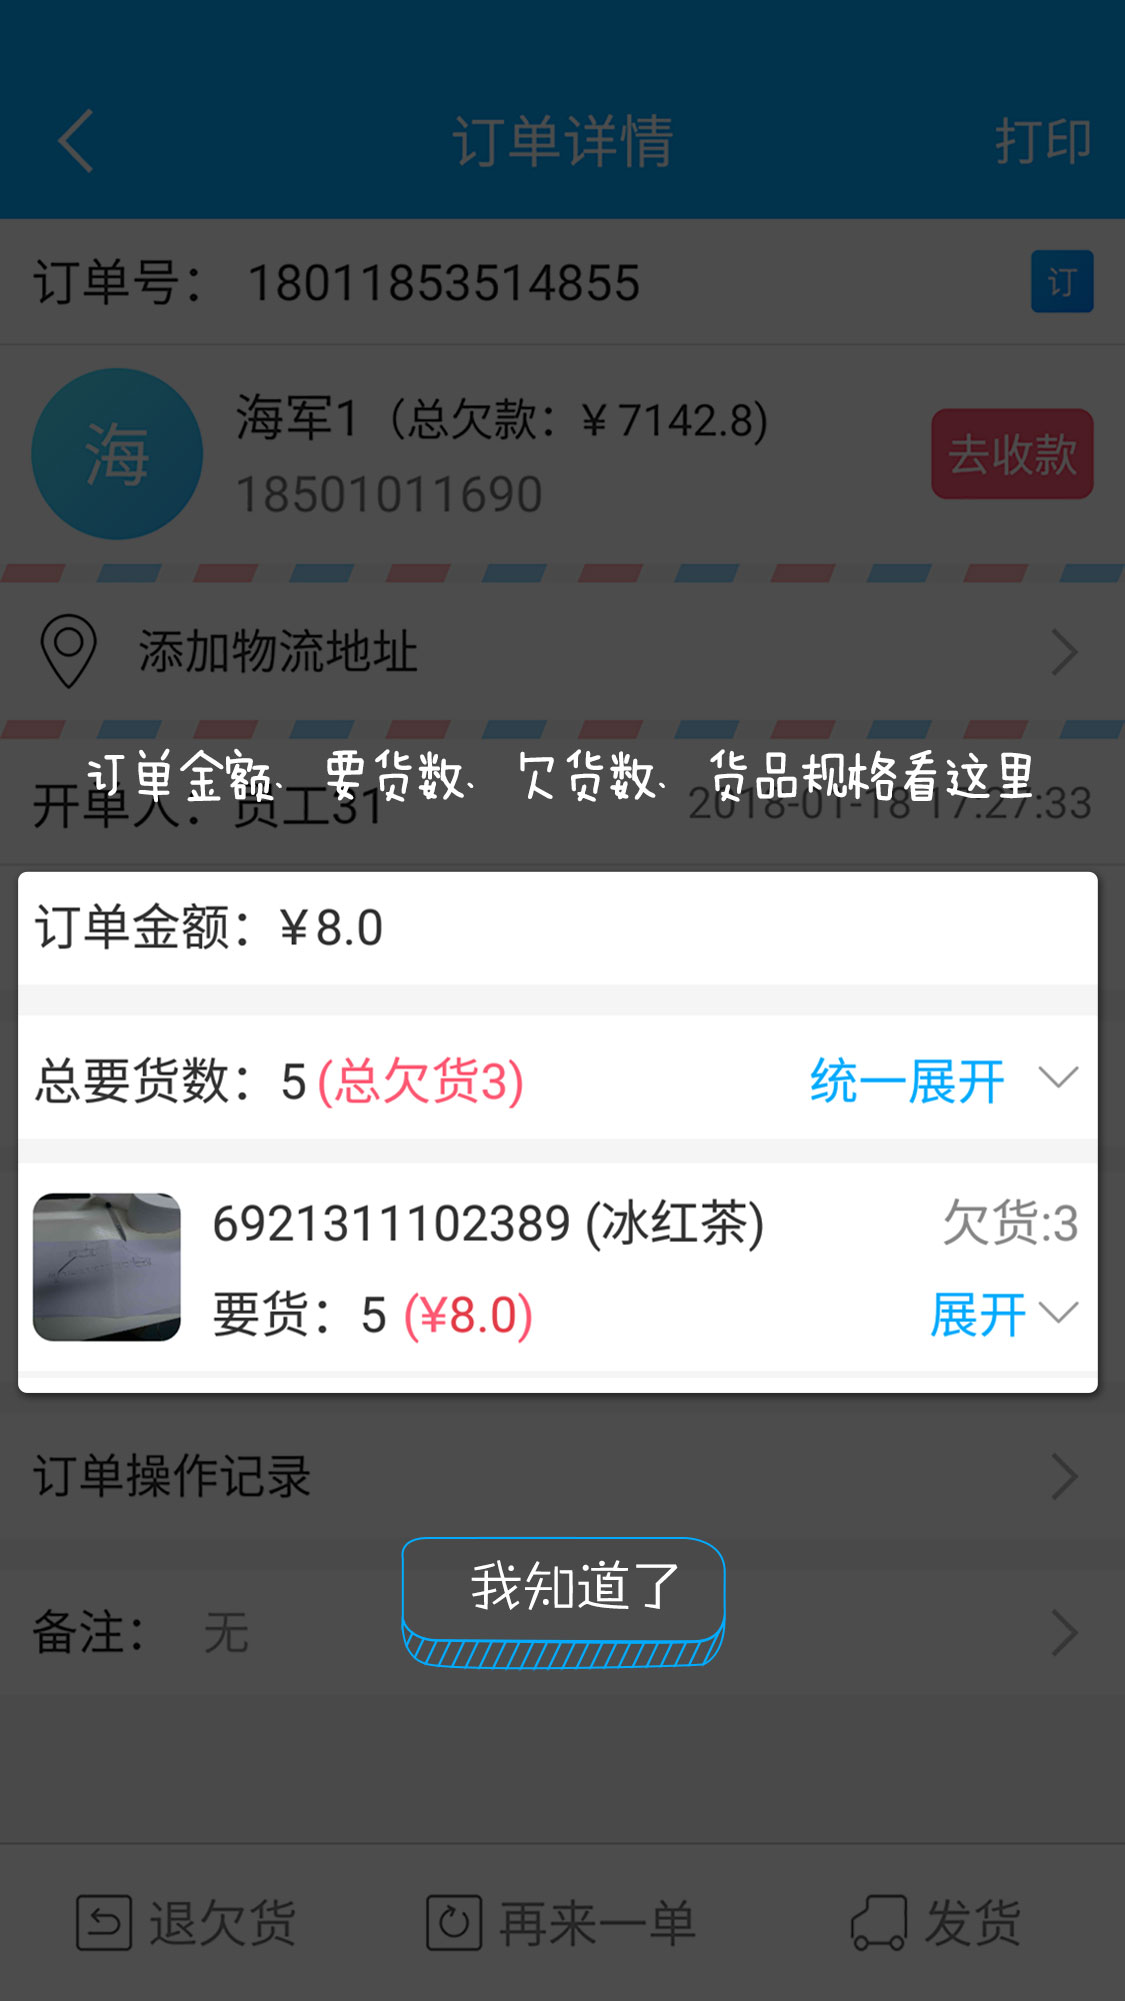 订单详情 打印
订单号： 18011853514855 订
海 海军1（总欠款：¥ 7142.8) 去收款
18501011690
添加物流地址
订单金额、要货数、欠货数、货品规格看这里
开单人：员工31 2018-01-18 17:27:33
订单金额：¥8.0
总要货数：5 (总欠货3) 统一展开
6921311102389 (冰红茶) 欠货:3
要货：5 (¥8.0) 展开
订单操作记录
我知道了
备注： 无
退欠货 再来一单 发货